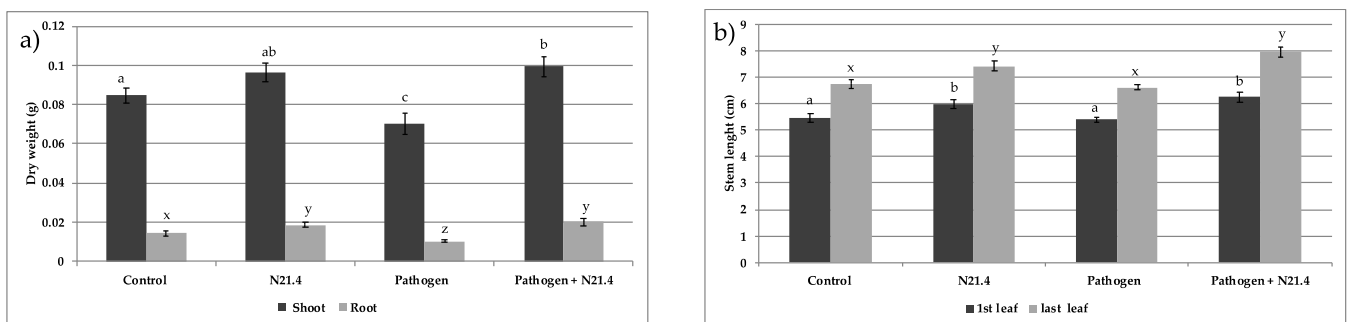 a)
Dry weight (g)
0.12
0.1
0.08
0.06
0.04
0.02
0
a
x
ab
y
c
z
b
y
Control
N21.4
Pathogen
Pathogen + N21.4
Shoot
Root
b)
Stem lenght (cm)
9
8
7
6
5
4
3
2
1
0
a
x
b
y
a
x
b
y
Control
N21.4
Pathogen
Pathogen + N21.4
1st leaf
last leaf